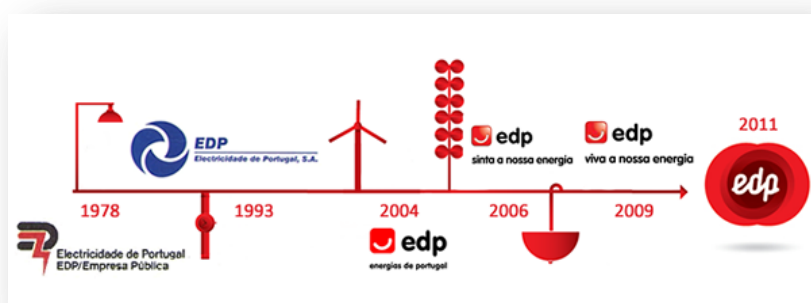 2011
EDP
Electricidade de Portugal, S.A.
edp
sinta a nossa energia
edp
viva a nossa energia
edp
1978
1993
2004
2006
2009
Electricidade de Portugal
EDP/Empresa Pública
edp
energias de portugal